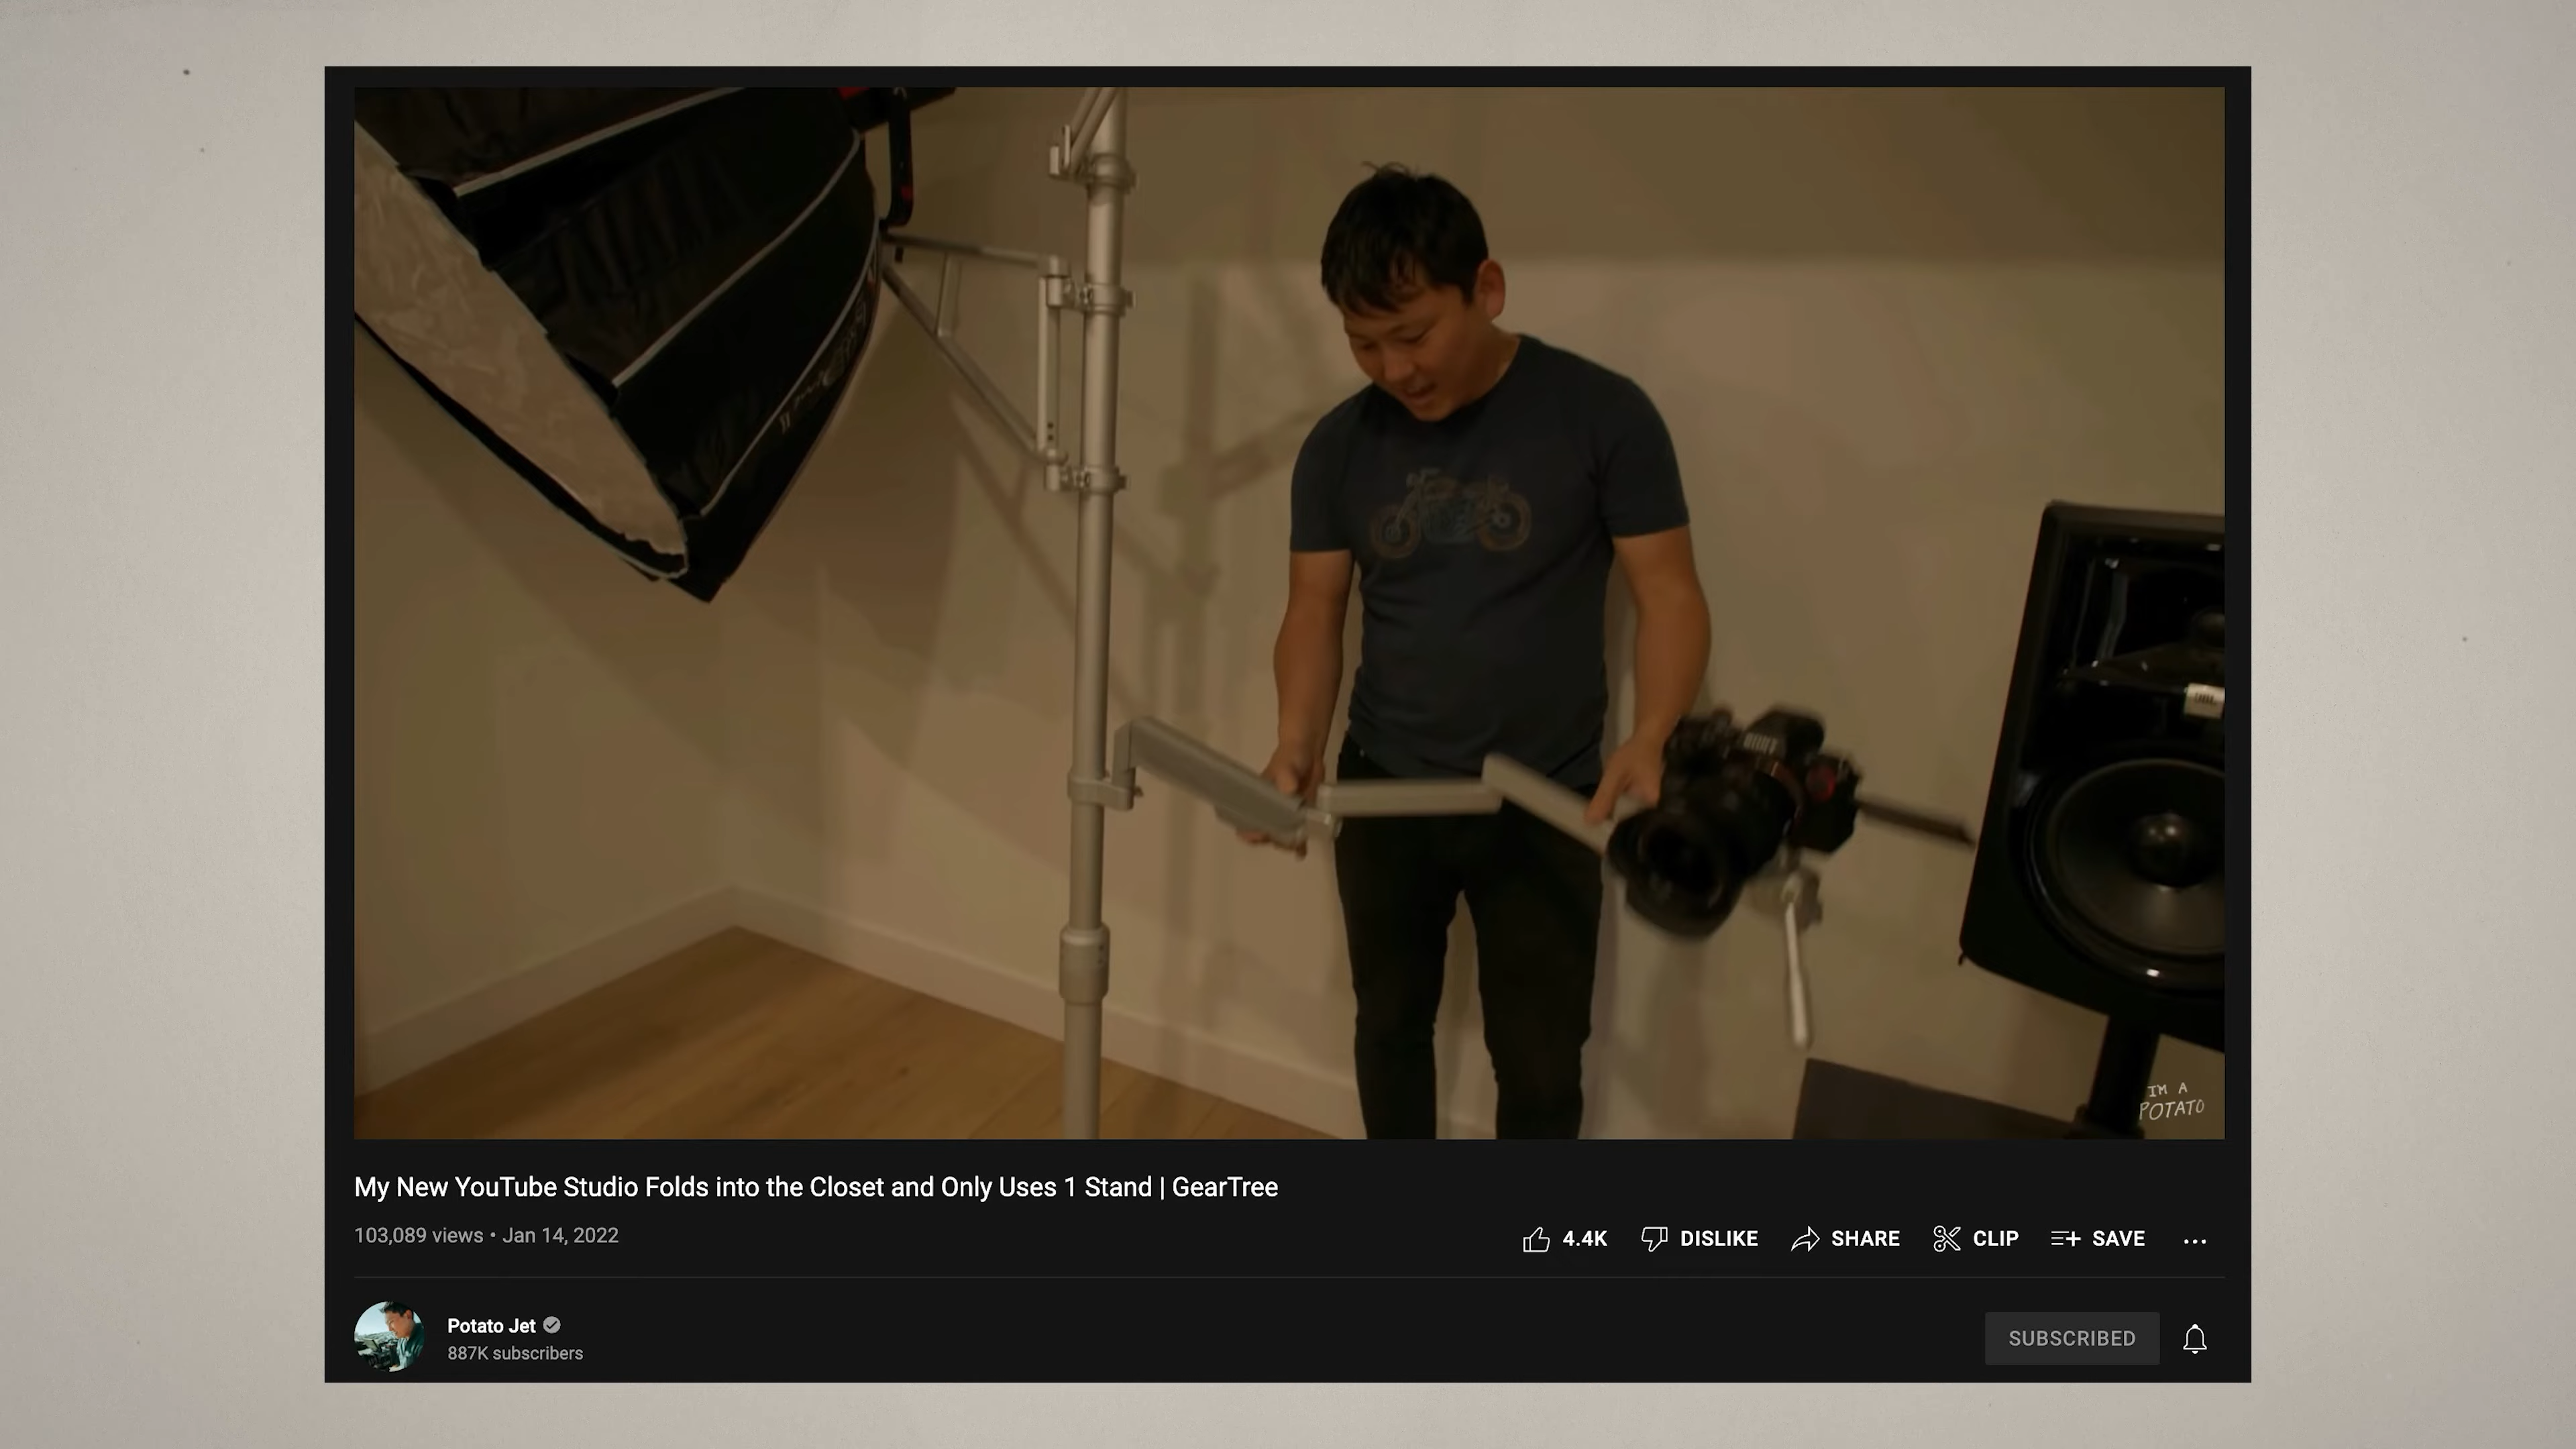 IM A
POTATO
My New YouTube Studio Folds into the Closet and Only Uses 1 Stand | GearTree
103,089 views • Jan 14, 2022
4.4K DISLIKE SHARE CLIP SAVE ...
Potato Jet
887K subscribers
SUBSCRIBED